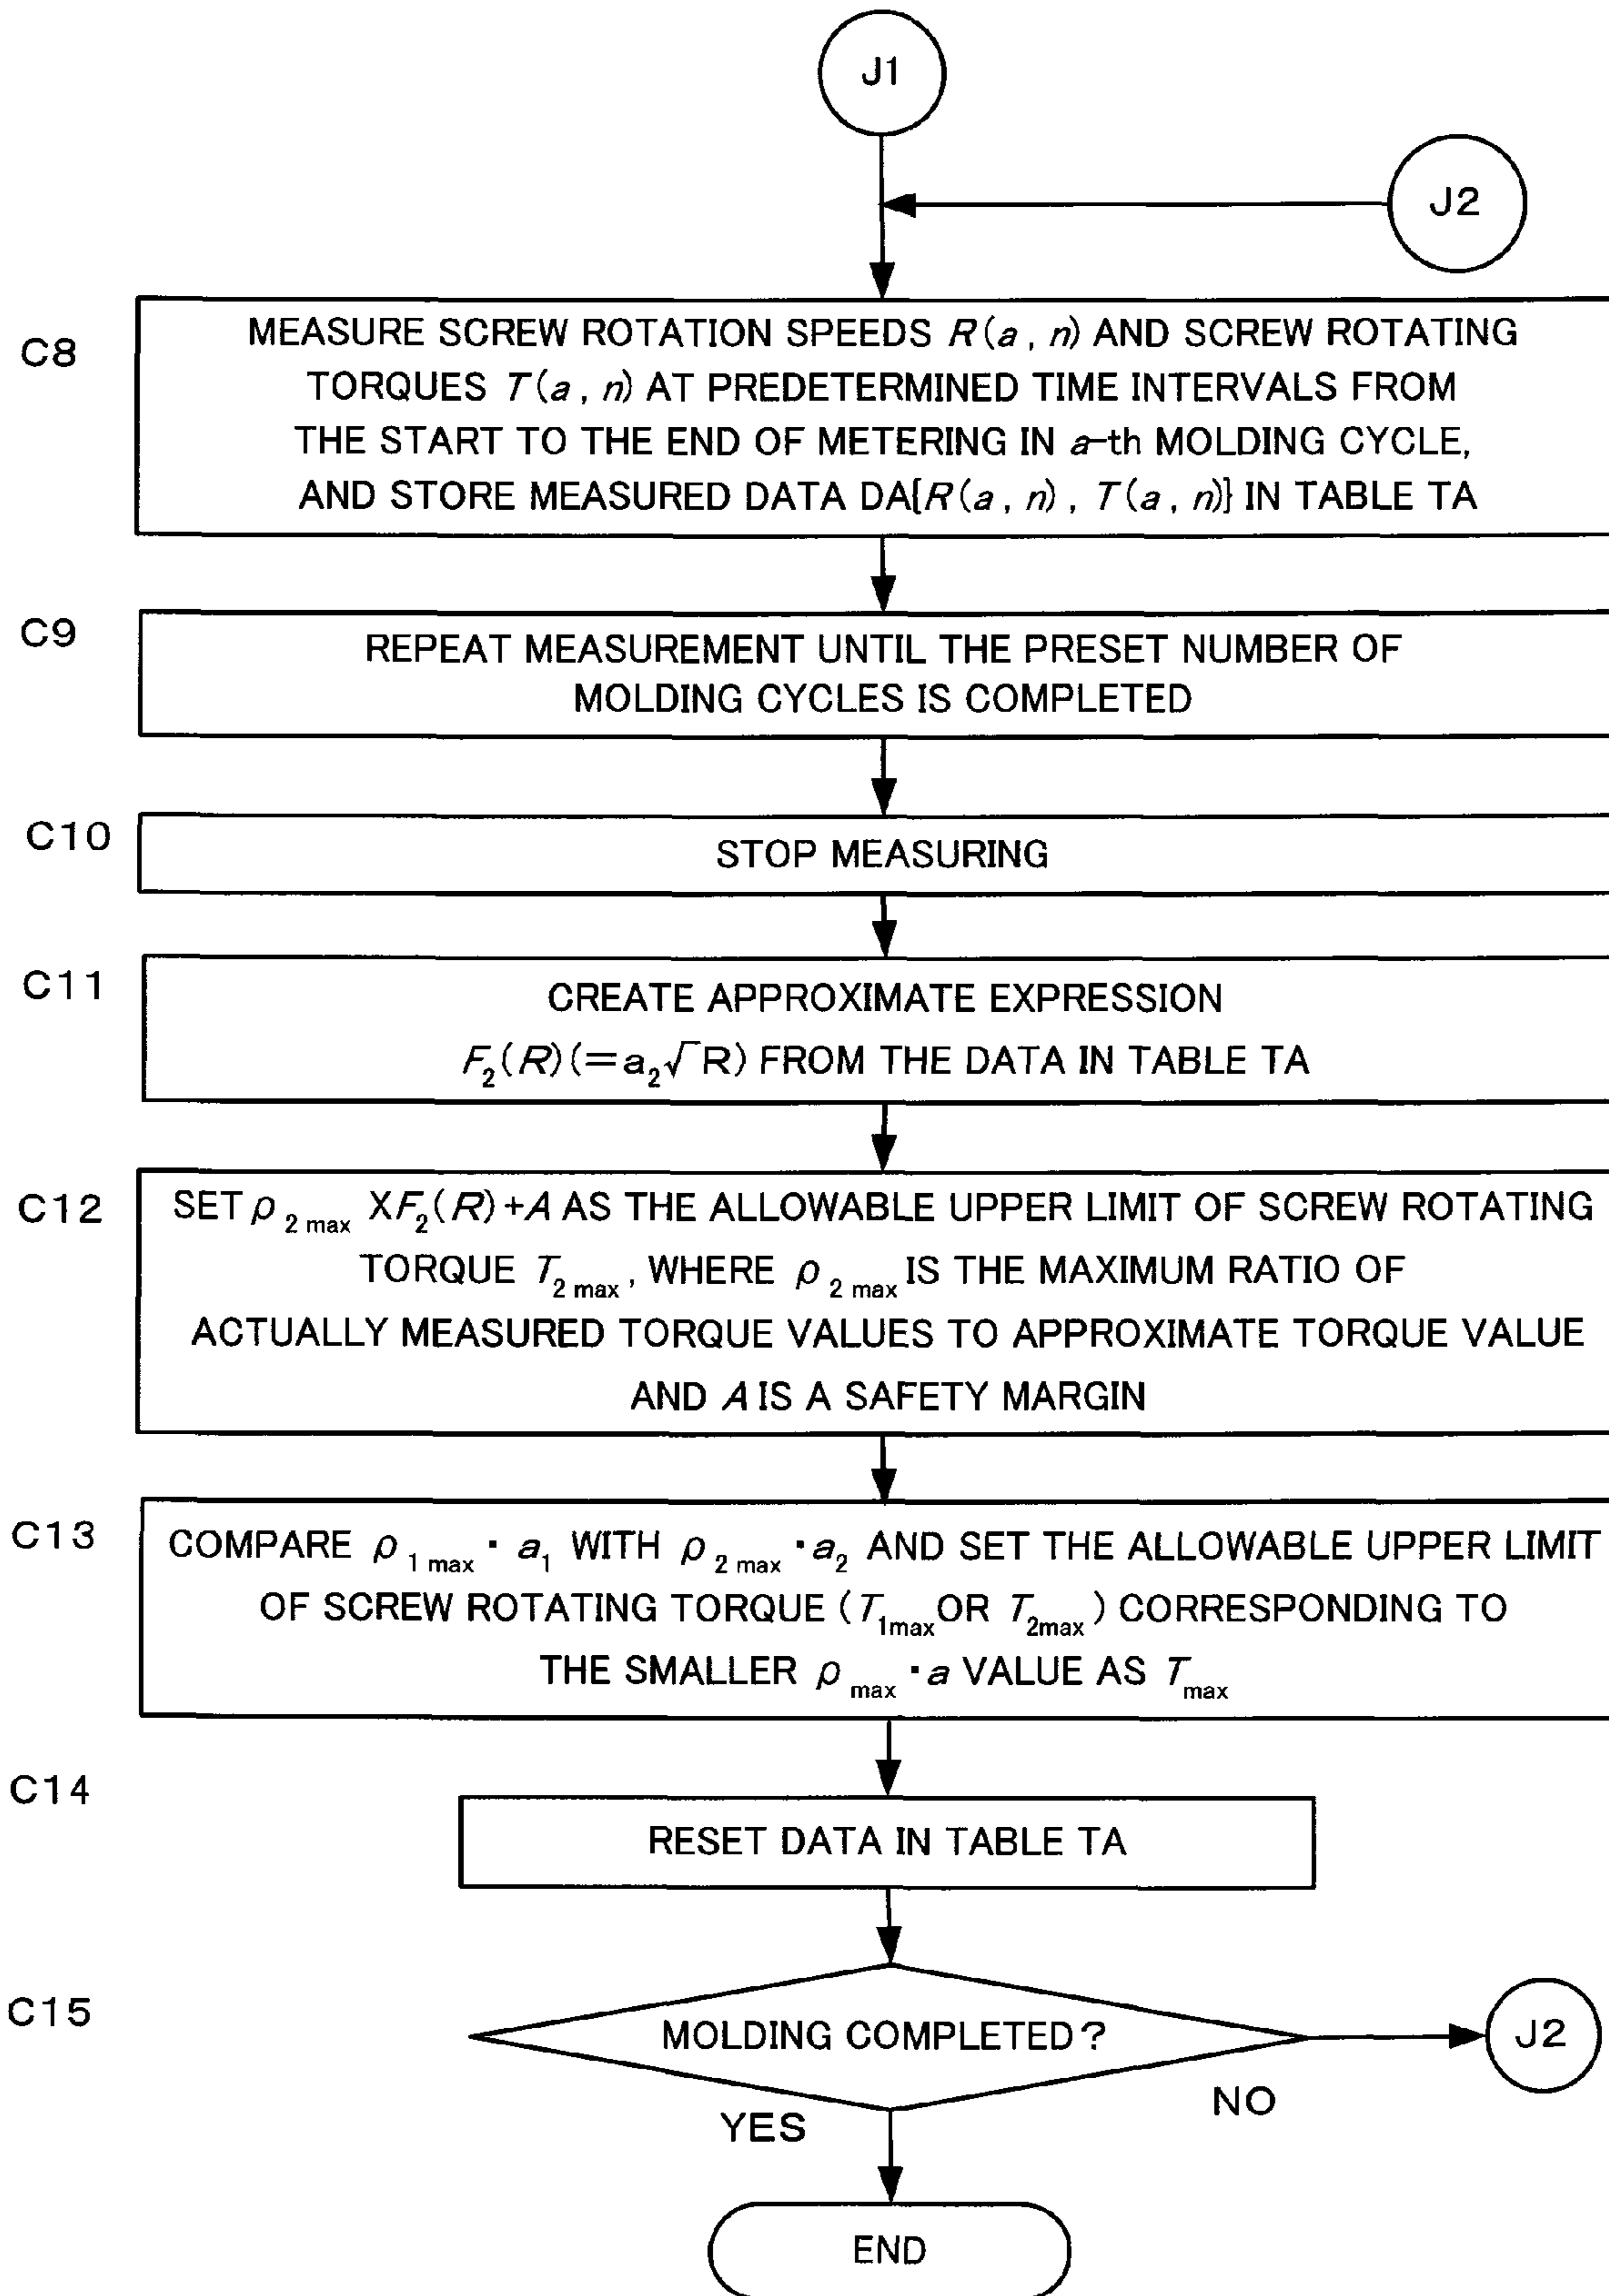 J1
J2
C8
MEASURE SCREW ROTATION SPEEDS R(a, n) AND SCREW ROTATING
TORQUES T(a, n) AT PREDETERMINED TIME INTERVALS FROM
THE START TO THE END OF METERING IN a-th MOLDING CYCLE,
AND STORE MEASURED DATA DA{R(a, n), T(a, n)} IN TABLE TA
C9
REPEAT MEASUREMENT UNTIL THE PRESET NUMBER OF
MOLDING CYCLES IS COMPLETED
C10
STOP MEASURING
C11
CREATE APPROXIMATE EXPRESSION
F₂(R)(=a₂√R) FROM THE DATA IN TABLE TA
C12
SET ρ₂ max XF₂(R)+A AS THE ALLOWABLE UPPER LIMIT OF SCREW ROTATING
TORQUE T₂ max, WHERE ρ₂ max IS THE MAXIMUM RATIO OF
ACTUALLY MEASURED TORQUE VALUES TO APPROXIMATE TORQUE VALUE
AND A IS A SAFETY MARGIN
C13
COMPARE ρ₁ max · a₁ WITH ρ₂ max · a₂ AND SET THE ALLOWABLE UPPER LIMIT
OF SCREW ROTATING TORQUE (T₁max OR T₂max) CORRESPONDING TO
THE SMALLER ρ max · a VALUE AS T max
C14
RESET DATA IN TABLE TA
C15
MOLDING COMPLETED?
J2
NO
YES
END